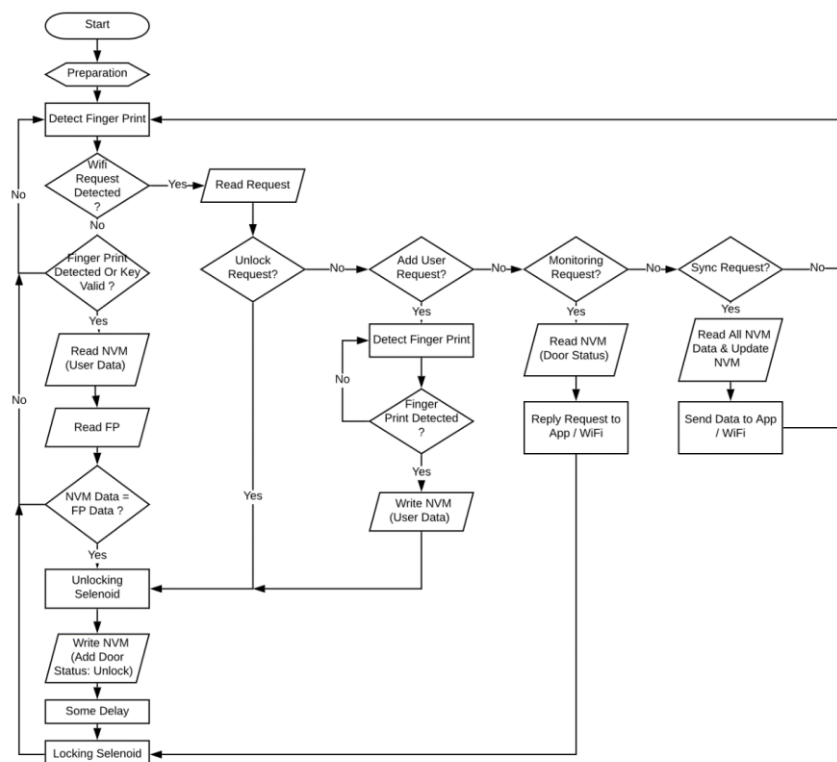 Start
Preparation
Detect Finger Print
Wifi
Request
Detected
?
Yes
Read Request
No
No
Finger Print
Detected Or Key
Valid ?
Unlock
Request?
No
Add User
Request?
No
Monitoring
Request?
No
Sync Request?
No
Yes
Yes
Yes
Yes
Read NVM
(User Data)
Detect Finger Print
Read NVM
(Door Status)
Read All NVM
Data & Update
NVM
No
No
Read FP
Finger
Print Detected
?
Reply Request to
App / WiFi
Send Data to App
/ WiFi
Yes
NVM Data =
FP Data ?
Yes
Write NVM
(User Data)
Yes
Unlocking
Selenoid
Write NVM
(Add Door
Status: Unlock)
Some Delay
Locking Selenoid